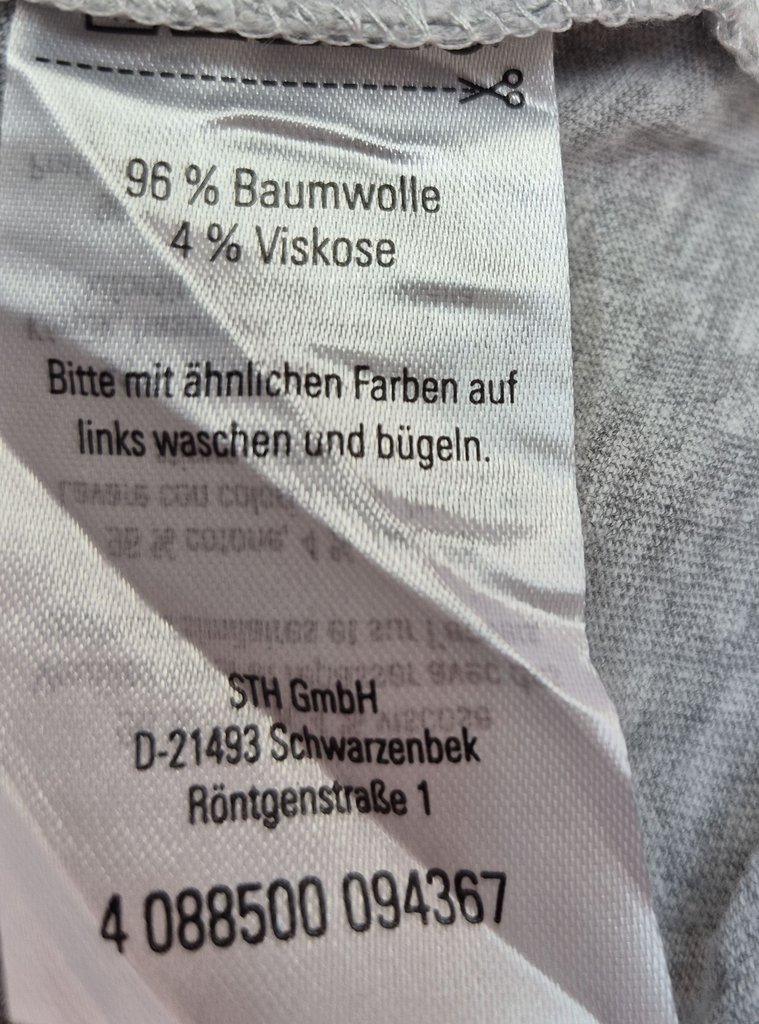 96 % Baumwolle
4 % Viskose
Bitte mit ähnlichen Farben auf
links waschen und bügeln.
STH GmbH
D-21493 Schwarzenbek
Röntgenstraße 1
4 088500 094367